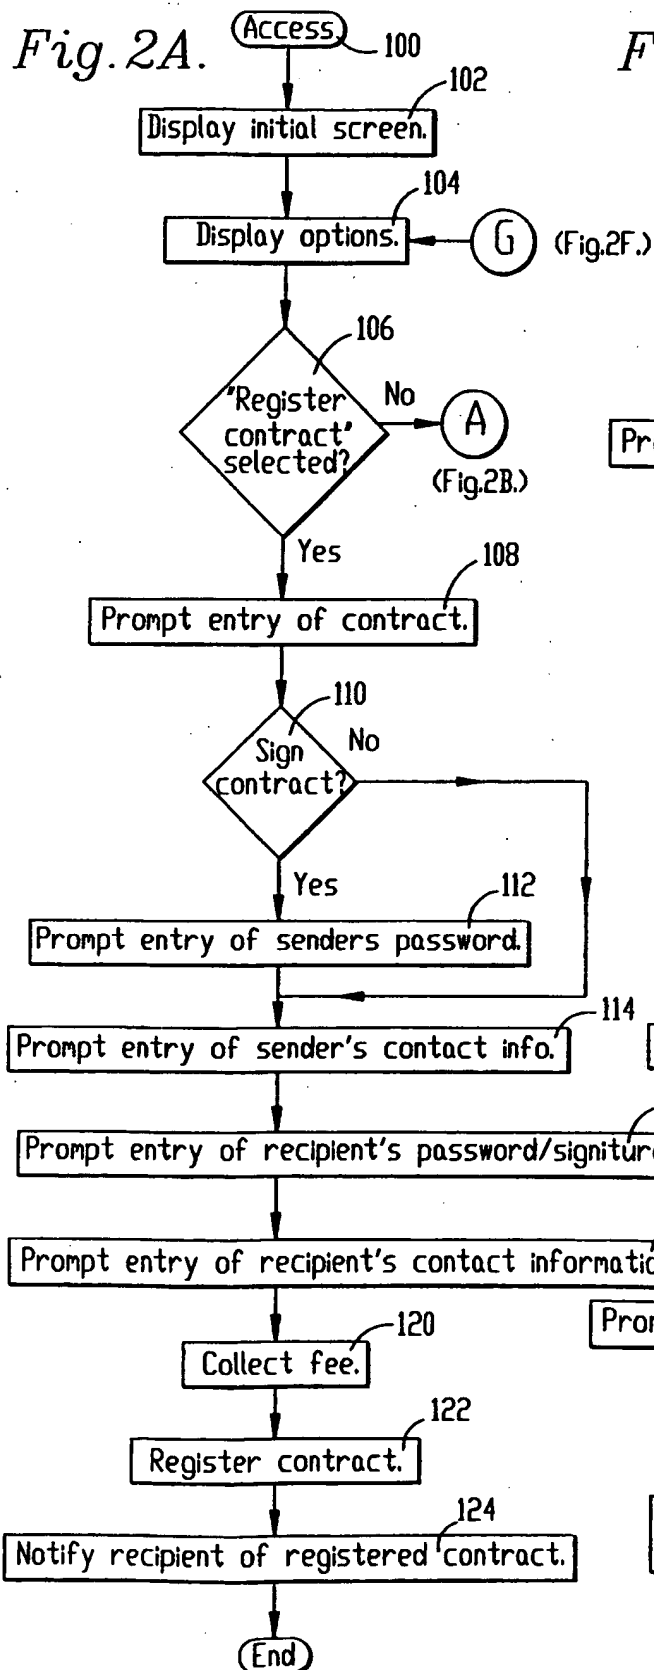 Fig. 2A.
Access
100
102
Display initial screen.
104
Display options.
G
(Fig.2F.)
106
"Register
contract"
selected?
No
A
(Fig.2B.)
Yes
108
Prompt entry of contract.
110
Sign
contract?
No
Yes
112
Prompt entry of senders password.
114
Prompt entry of sender's contact info.
Prompt entry of recipient's password/signiture
Prompt entry of recipient's contact
120
Collect fee.
122
Register contract.
124
Notify recipient of registered contract.
End